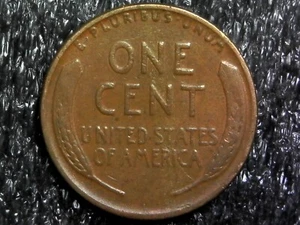 E PLURIBUS UNUM
ONE
CENT
UNITED STATES
OF AMERICA